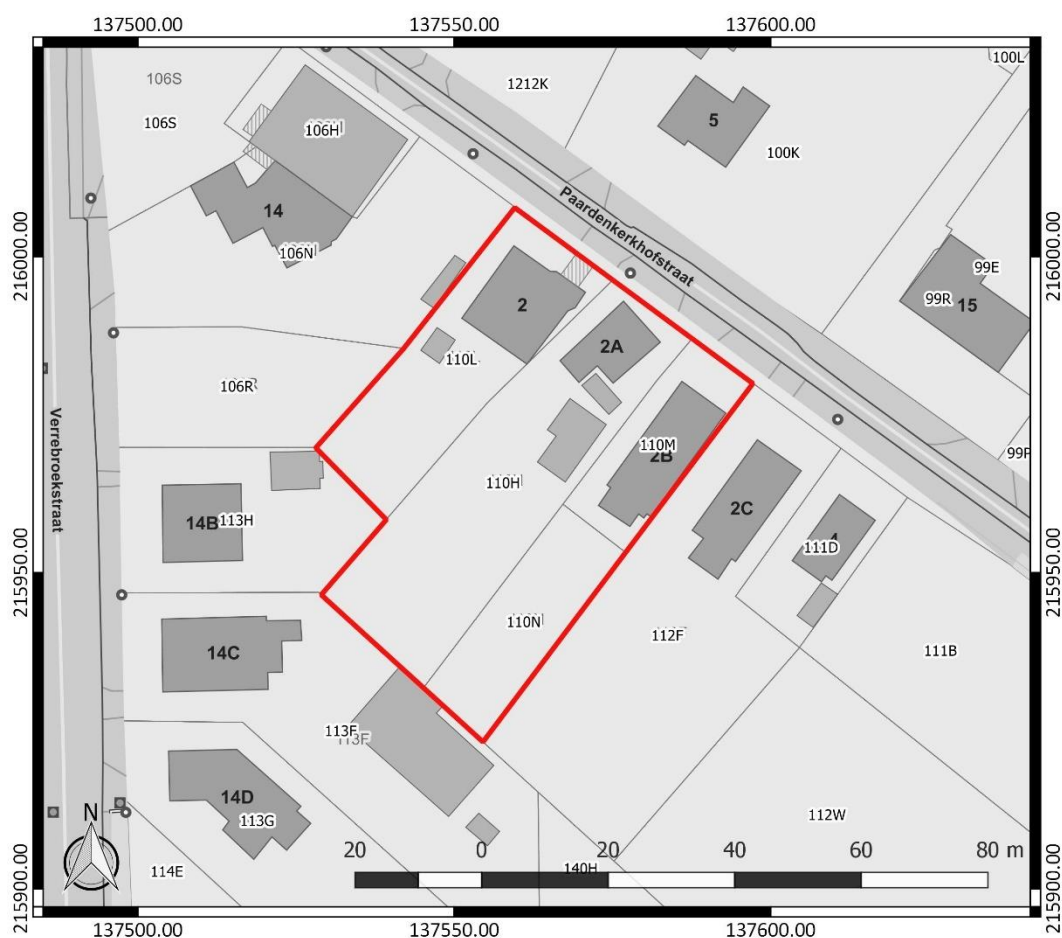 137500.00 137550.00 137600.00
100L
106S
1212K
106S
106H
5
100K
216000.00
216000.00
14
106N
Paardenkerkhofstraat
99E
99R
15
2
2A
110L
106R
Verrebroekstraat
110M
2B
99P
110H
2C
14B
113H
4
111D
215950.00
215950.00
110N
112F
111B
14C
113F
113F
14D
113G
N
112W
114E
140H
20 0 20 40 60 80 m
215900.00
215900.00
137500.00 137550.00 137600.00